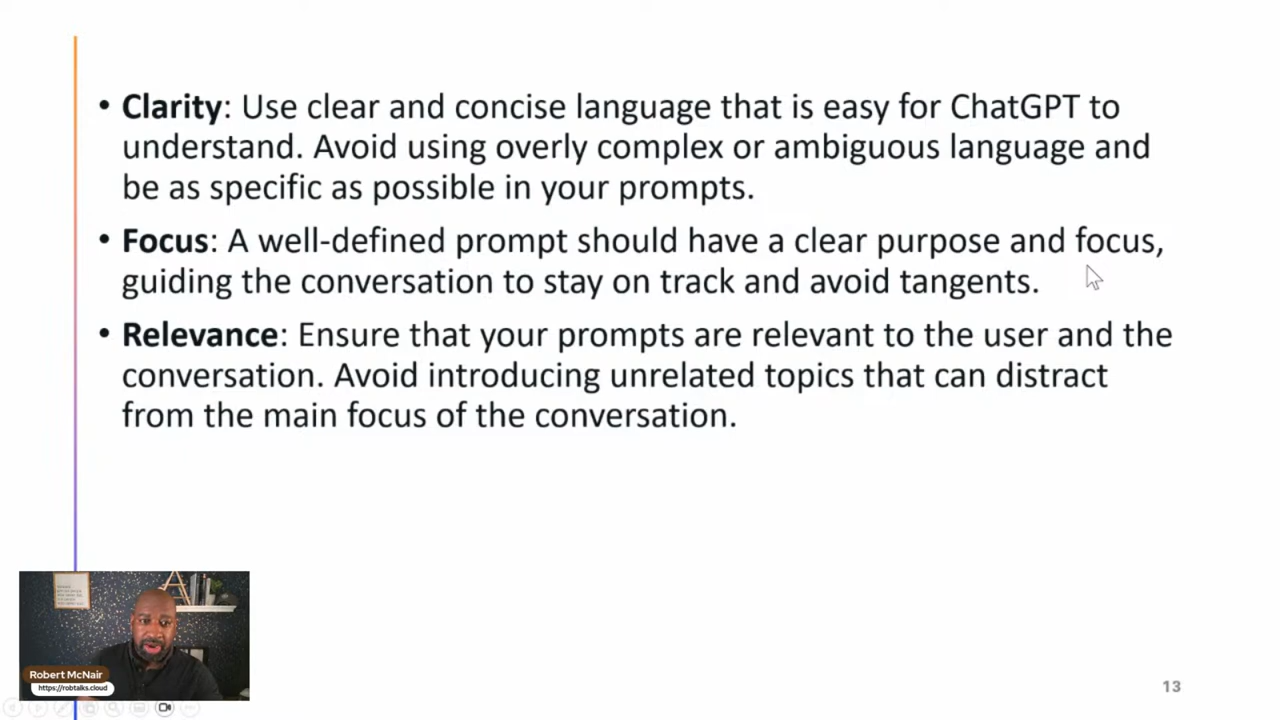 • Clarity: Use clear and concise language that is easy for ChatGPT to
understand. Avoid using overly complex or ambiguous language and
be as specific as possible in your prompts.
• Focus: A well-defined prompt should have a clear purpose and focus,
guiding the conversation to stay on track and avoid tangents.
• Relevance: Ensure that your prompts are relevant to the user and the
conversation. Avoid introducing unrelated topics that can distract
from the main focus of the conversation.
Robert McNair
https://robtalks.cloud
13